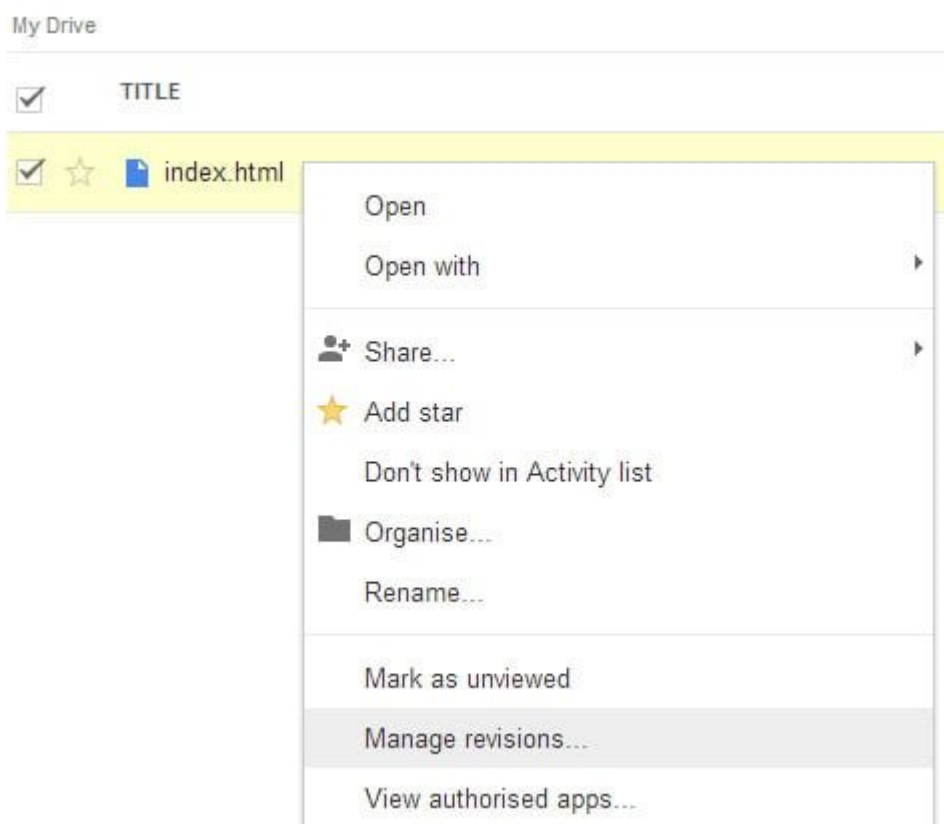 My Drive
TITLE
index.html
Open
Open with
Share...
Add star
Don't show in Activity list
Organise...
Rename...
Mark as unviewed
Manage revisions...
View authorised apps...